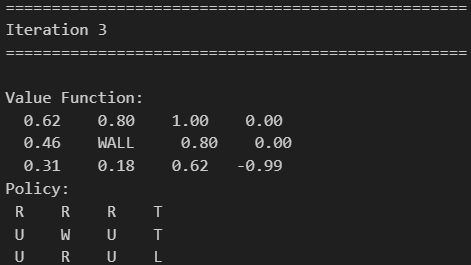 ==================================================
Iteration 3
==================================================
Value Function:
0.62 0.80 1.00 0.00
0.46 WALL 0.80 0.00
0.31 0.18 0.62 -0.99
Policy:
R R R T
U W U T
U R U L